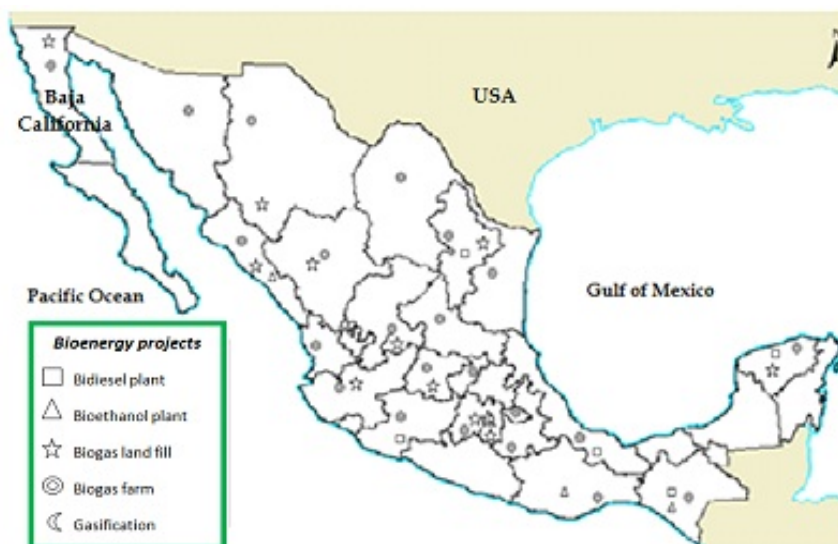 USA
Baja
California
Gulf of Mexico
Pacific Ocean
Bioenergy projects
Bidiesel plant
Bioethanol plant
Biogas land fill
Biogas farm
Gasification